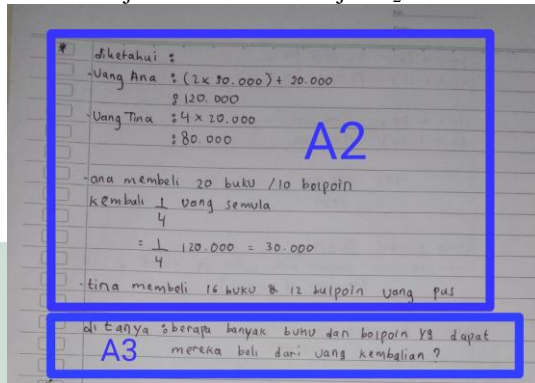 *
diketahui :
-Uang Ana : (2 x 50.000) + 20.000
: 120.000
-Uang Tina : 4 x 20.000
: 80.000
A2
-ana membeli 20 buku /10 bolpoin
kembali 1/4 uang semula
= 1/4 120.000 = 30.000
-tina membeli 16 buku & 12 bulpoin uang pas
di tanya : berapa banyak buku dan bolpoin yg dapat
A3 mereka beli dari uang kembalian ?